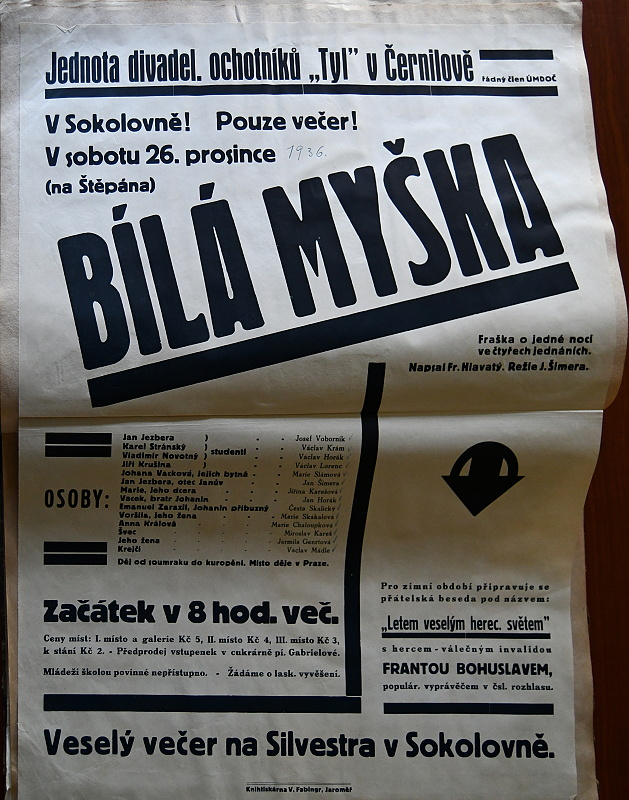 Jednota divadel. ochotníků „Tyl" v Černilově
řádný člen ÚMDOČ
V Sokolovně! Pouze večer!
V sobotu 26. prosince 1936.
(na Štěpána)
BÍLÁ MYŠKA
Fraška o jedné noci
ve čtyřech jednáních.
Napsal Fr. Hlavatý. Režie J. Šimera.
OSOBY:
Jan Jezbera ) - - Josef Voborník
Karel Stránský ) studenti - - Václav Krám
Vladimír Novotný ) - - Václav Horák
Jiří Krušina ) - - Václav Lorenc
Johana Vacková, jejich bytná - - Marie Slámová
Jan Jezbera, otec Janův - - Jan Šimera
Marie, jeho dcera - - Jiřina Karešová
Vacek, bratr Johanin - - Jan Horák
Emanuel Zarazil, Johanin příbuzný - Česta Skalický
Voršila, jeho žena - - Marie Skákalová
Anna Králová - - Marie Chaloupková
Švec - - Miroslav Kareš
Jeho žena - - Jarmila Genrtová
Krejčí - - Václav Mádle
Děj od soumraku do kuropění. Místo děje v Praze.
Začátek v 8 hod. več.
Ceny míst: I. místo a galerie Kč 5, II. místo Kč 4, III. místo Kč 3,
k stání Kč 2. - Předprodej vstupenek v cukrárně pí. Gabrielové.
Mládeži školou povinné nepřístupno. - Žádáme o lask. vyvěšení.
Pro zimní období připravuje se
přátelská beseda pod názvem:
„Letem veselým herec. světem"
s hercem - válečným invalidou
FRANTOU BOHUSLAVEM,
populár. vyprávěčem v čsl. rozhlasu.
Veselý večer na Silvestra v Sokolovně.
Knihtiskárna V. Fabingr, Jaroměř